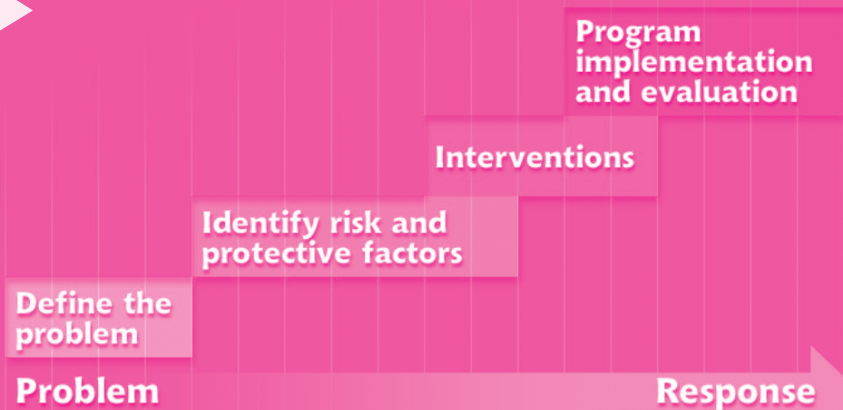 Program
implementation
and evaluation
Interventions
Identify risk and
protective factors
Define the
problem
Problem
Response